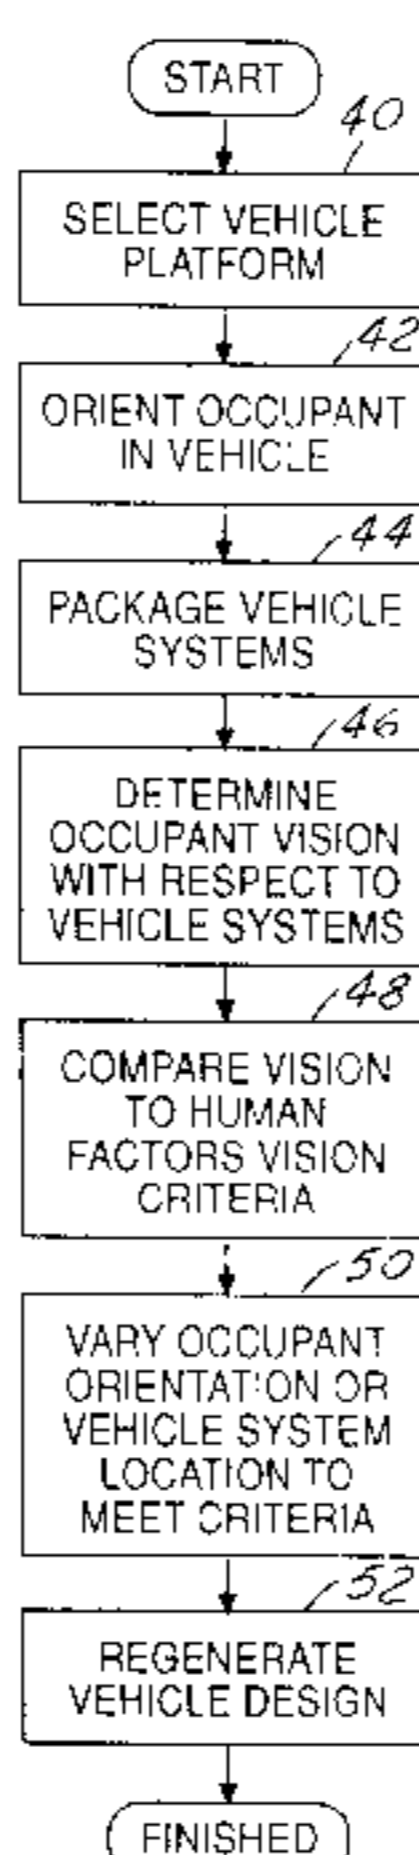 START
40
SELECT VEHICLE
PLATFORM
42
ORIENT OCCUPANT
IN VEHICLE
44
PACKAGE VEHICLE
SYSTEMS
46
DETERMINE
OCCUPANT VISION
WITH RESPECT TO
VEHICLE SYSTEMS
48
COMPARE VISION
TO HUMAN
FACTORS VISION
CRITERIA
50
VARY OCCUPANT
ORIENTATION OR
VEHICLE SYSTEM
LOCATION TO
MEET CRITERIA
52
REGENERATE
VEHICLE DESIGN
FINISHED